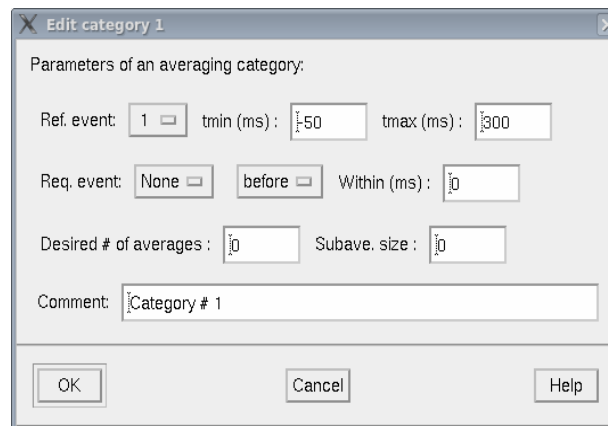 Edit category 1
Parameters of an averaging category:
Ref. event: 1 tmin (ms) : -50 tmax (ms) : 300
Req. event: None before Within (ms) : 0
Desired # of averages : 0 Subave. size : 0
Comment: Category # 1
OK Cancel Help